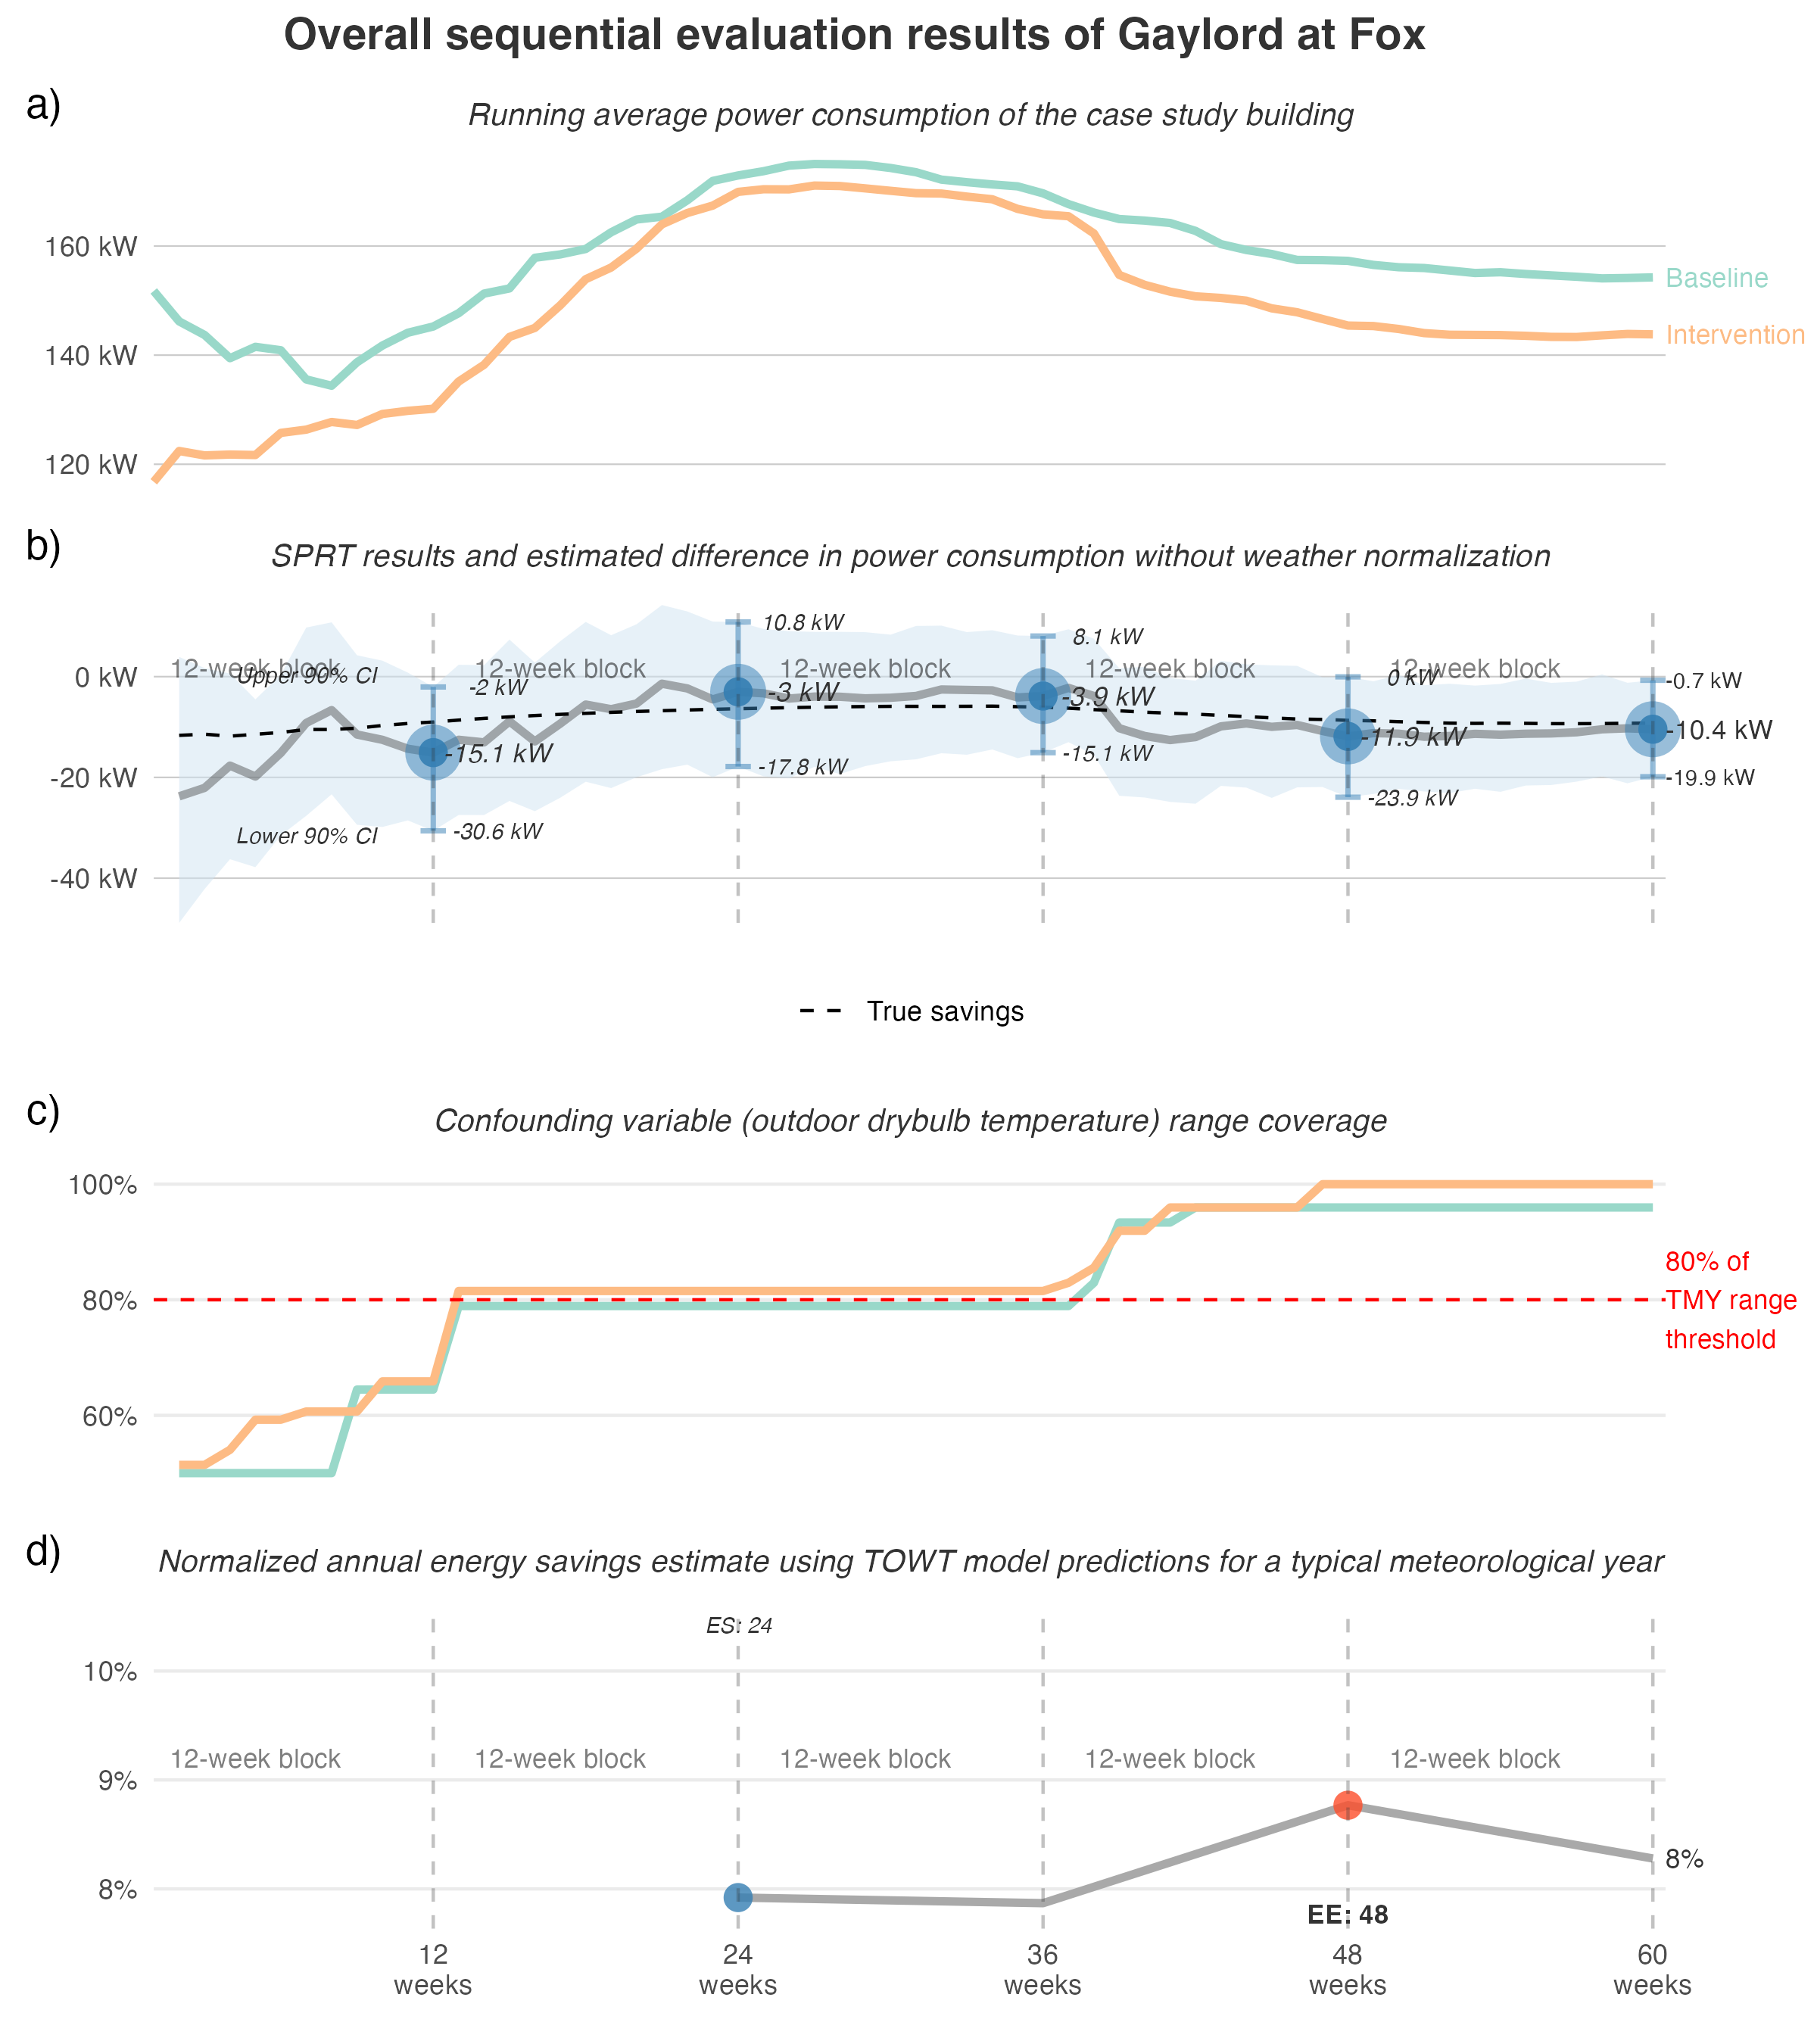 Overall sequential evaluation results of Gaylord at Fox
a)
Running average power consumption of the case study building
160 kW
140 kW
120 kW
Baseline
Intervention
b)
SPRT results and estimated difference in power consumption without weather normalization
0 kW
-20 kW
-40 kW
12-week block
12-week block
12-week block
12-week block
12-week block
Upper 90% CI
Lower 90% CI
-2 kW
-15.1 kW
-30.6 kW
10.8 kW
-3 kW
-17.8 kW
8.1 kW
-3.9 kW
-15.1 kW
0 kW
-11.9 kW
-23.9 kW
-0.7 kW
-10.4 kW
-19.9 kW
True savings
c)
Confounding variable (outdoor drybulb temperature) range coverage
100%
80%
60%
80% of
TMY range
threshold
d)
Normalized annual energy savings estimate using TOWT model predictions for a typical meteorological year
ES: 24
10%
9%
8%
12-week block
12-week block
12-week block
12-week block
12-week block
8%
EE: 48
12
weeks
24
weeks
36
weeks
48
weeks
60
weeks